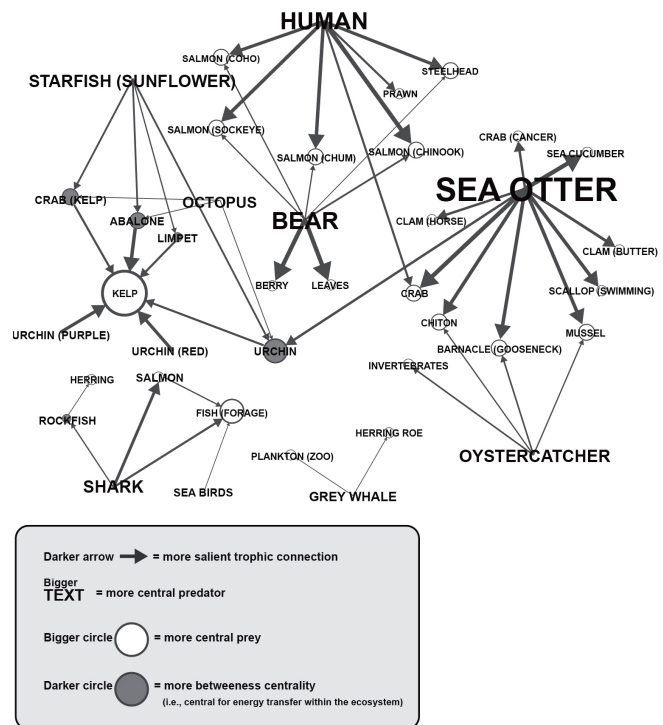 HUMAN
SALMON (COHO)
STEELHEAD
STARFISH (SUNFLOWER)
PRAWN
SALMON (SOCKEYE)
CRAB (CANCER)
SEA CUCUMBER
SALMON (CHUM)
SALMON (CHINOOK)
SEA OTTER
CRAB (KELP)
OCTOPUS
ABALONE
BEAR
CLAM (HORSE)
LIMPET
CLAM (BUTTER)
BERRY
LEAVES
CRAB
SCALLOP (SWIMMING)
KELP
CHITON
URCHIN (PURPLE)
MUSSEL
URCHIN (RED)
URCHIN
BARNACLE (GOOSENECK)
INVERTEBRATES
HERRING
SALMON
ROCKFISH
FISH (FORAGE)
HERRING ROE
PLANKTON (ZOO)
OYSTERCATCHER
SHARK
SEA BIRDS
GREY WHALE
Darker arrow = more salient trophic connection
Bigger
TEXT = more central predator
Bigger circle = more central prey
Darker circle = more betweeness centrality
(i.e., central for energy transfer within the ecosystem)